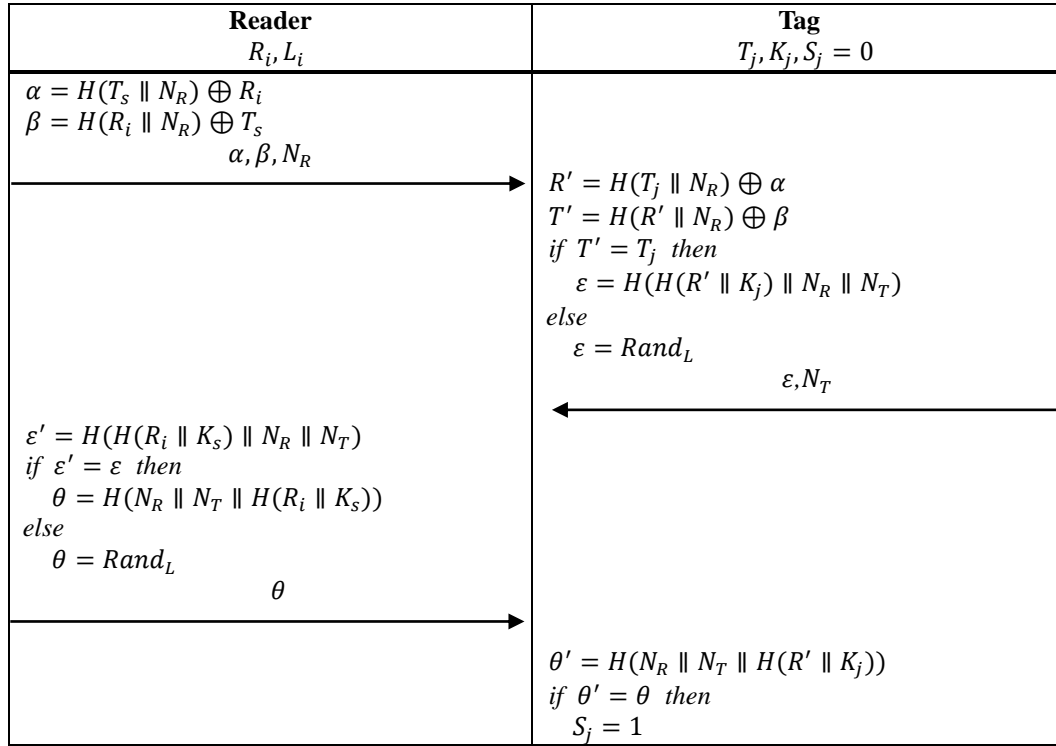 Reader
R_i, L_i
Tag
T_j, K_j, S_j = 0
α = H(T_s ∥ N_R) ⊕ R_i
β = H(R_i ∥ N_R) ⊕ T_s
α, β, N_R
R′ = H(T_j ∥ N_R) ⊕ α
T′ = H(R′ ∥ N_R) ⊕ β
if T′ = T_j then
ε = H(H(R′ ∥ K_j) ∥ N_R ∥ N_T)
else
ε = Rand_L
ε, N_T
ε′ = H(H(R_i ∥ K_s) ∥ N_R ∥ N_T)
if ε′ = ε then
θ = H(N_R ∥ N_T ∥ H(R_i ∥ K_s))
else
θ = Rand_L
θ
θ′ = H(N_R ∥ N_T ∥ H(R′ ∥ K_j))
if θ′ = θ then
S_j = 1